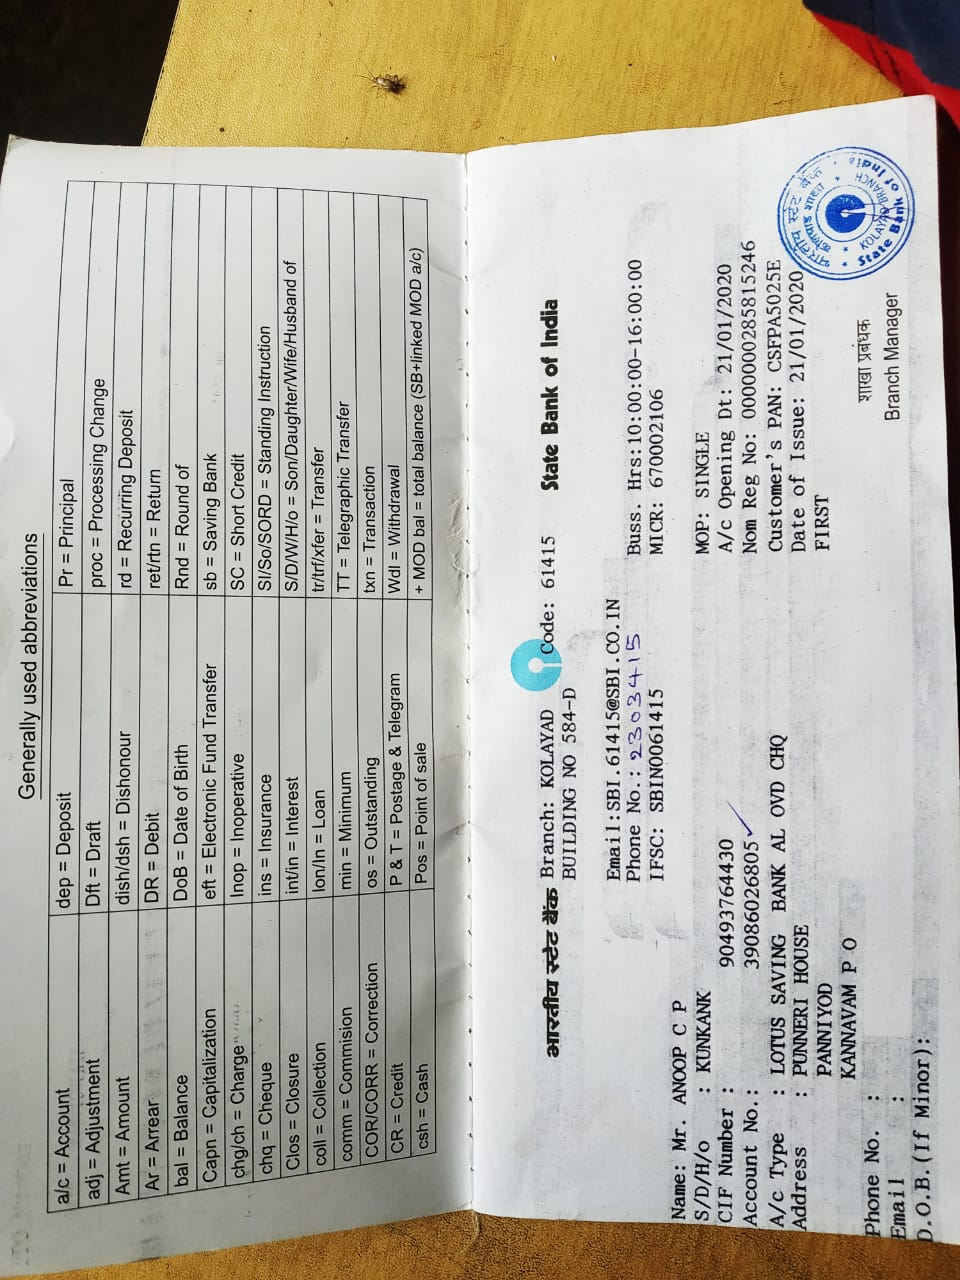 Generally used abbreviations
a/c = Account dep = Deposit Pr = Principal
adj = Adjustment Dft = Draft proc = Processing Change
Amt = Amount dish/dsh = Dishonour rd = Recurring Deposit
Ar = Arrear DR = Debit ref/rtn = Return
bal = Balance DoB = Date of Birth Rnd = Round of
Capn = Capitalization eft = Electronic Fund Transfer sb = Saving Bank
chg/ch = Charge Inop = Inoperative SC = Short Credit
chq = Cheque ins = Insurance SI/So/SORD = Standing Instruction
Clos = Closure int/in = Interest S/D/W/H/o = Son/Daughter/Wife/Husband of
coll = Collection lon/ln = Loan tr/trf/xfer = Transfer
comm = Commision min = Minimum TT = Telegraphic Transfer
COR/CORR = Correction os = Outstanding txn = Transaction
CR = Credit P & T = Postage & Telegram Wdl = Withdrawal
csh = Cash Pos = Point of sale + MOD bal = total balance (SB+linked MOD a/c)
भारतीय स्टेट बैंक State Bank of India
Branch: KOLAYAD Code: 61415
BUILDING NO 584-D
Email:SBI.61415@SBI.CO.IN
Phone No.: 2303415 Buss. Hrs:10:00:00-16:00:00
IFSC: SBIN0061415 MICR: 670002106
Name: Mr. ANOOP C P
S/D/H/o : KUNKANK MOP: SINGLE
CIF Number : 90493764430 A/c Opening Dt: 21/01/2020
Account No.: 39086026805 Nom Reg No: 0000000285815246
A/c Type : LOTUS SAVING BANK AL OVD CHQ Customer's PAN: CSFPA5025E
Address : PUNNERI HOUSE Date of Issue: 21/01/2020
PANNIYOD FIRST
KANNAVAM P O
Phone No. :
Email :
D.O.B.(If Minor):
शाखा प्रबंधक
Branch Manager
भारतीय स्टेट बैंक
कोलयाड शाखा
KOLAYAD BRANCH
State Bank of India